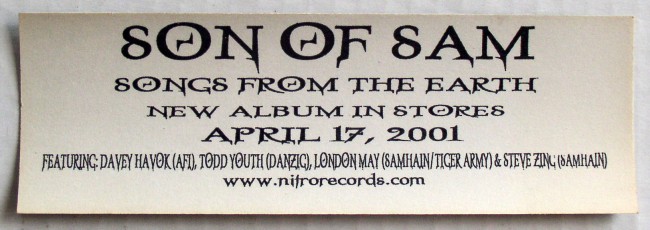 SON OF SAM
SONGS FROM THE EARTH
NEW ALBUM IN STORES
APRIL 17, 2001
FEATURING: DAVEY HAVOK (AFI), TODD YOUTH (DANZIG), LONDON MAY (SAMHAIN/TIGER ARMY) & STEVE ZING (SAMHAIN)
www.nitrorecords.com